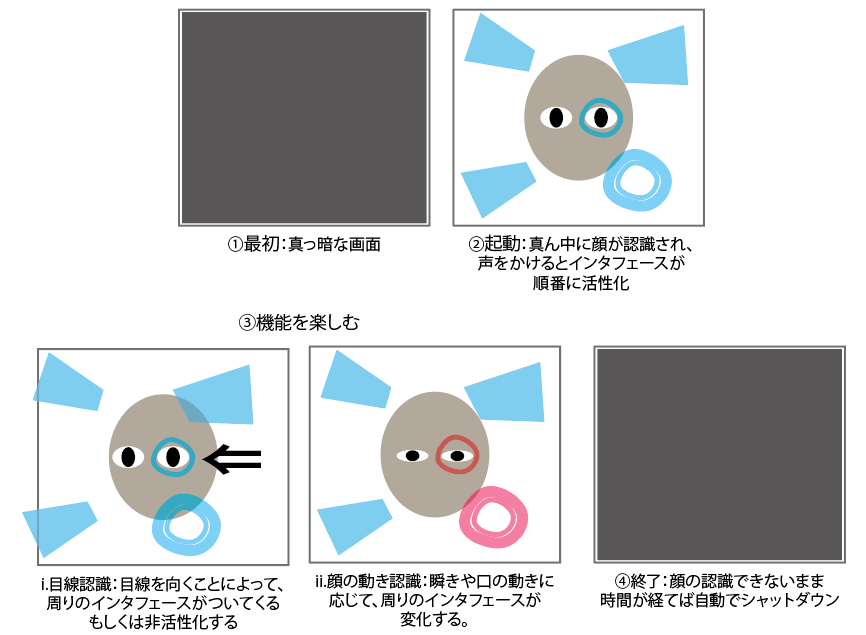 ①最初：真っ暗な画面
②起動：真ん中に顔が認識され、
声をかけるとインタフェースが
順番に活性化
③機能を楽しむ
i.目線認識：目線を向くことによって、
周りのインタフェースがついてくる
もしくは非活性化する
ii.顔の動き認識：瞬きや口の動きに
応じて、周りのインタフェースが
変化する。
④終了：顔の認識できないまま
時間が経てば自動でシャットダウン